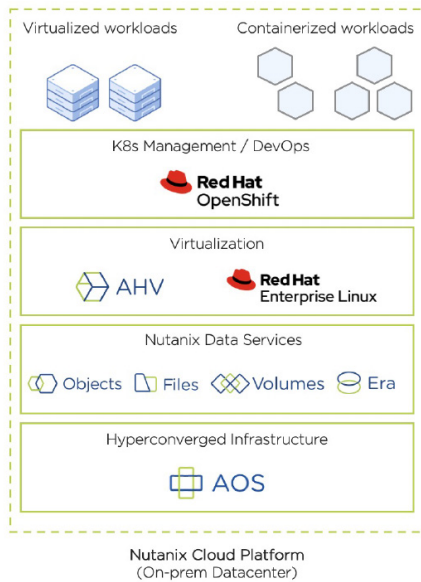 Virtualized workloads
Containerized workloads
K8s Management / DevOps
Red Hat
OpenShift
Virtualization
AHV
Red Hat
Enterprise Linux
Nutanix Data Services
Objects
Files
Volumes
Era
Hyperconverged Infrastructure
AOS
Nutanix Cloud Platform
(On-prem Datacenter)